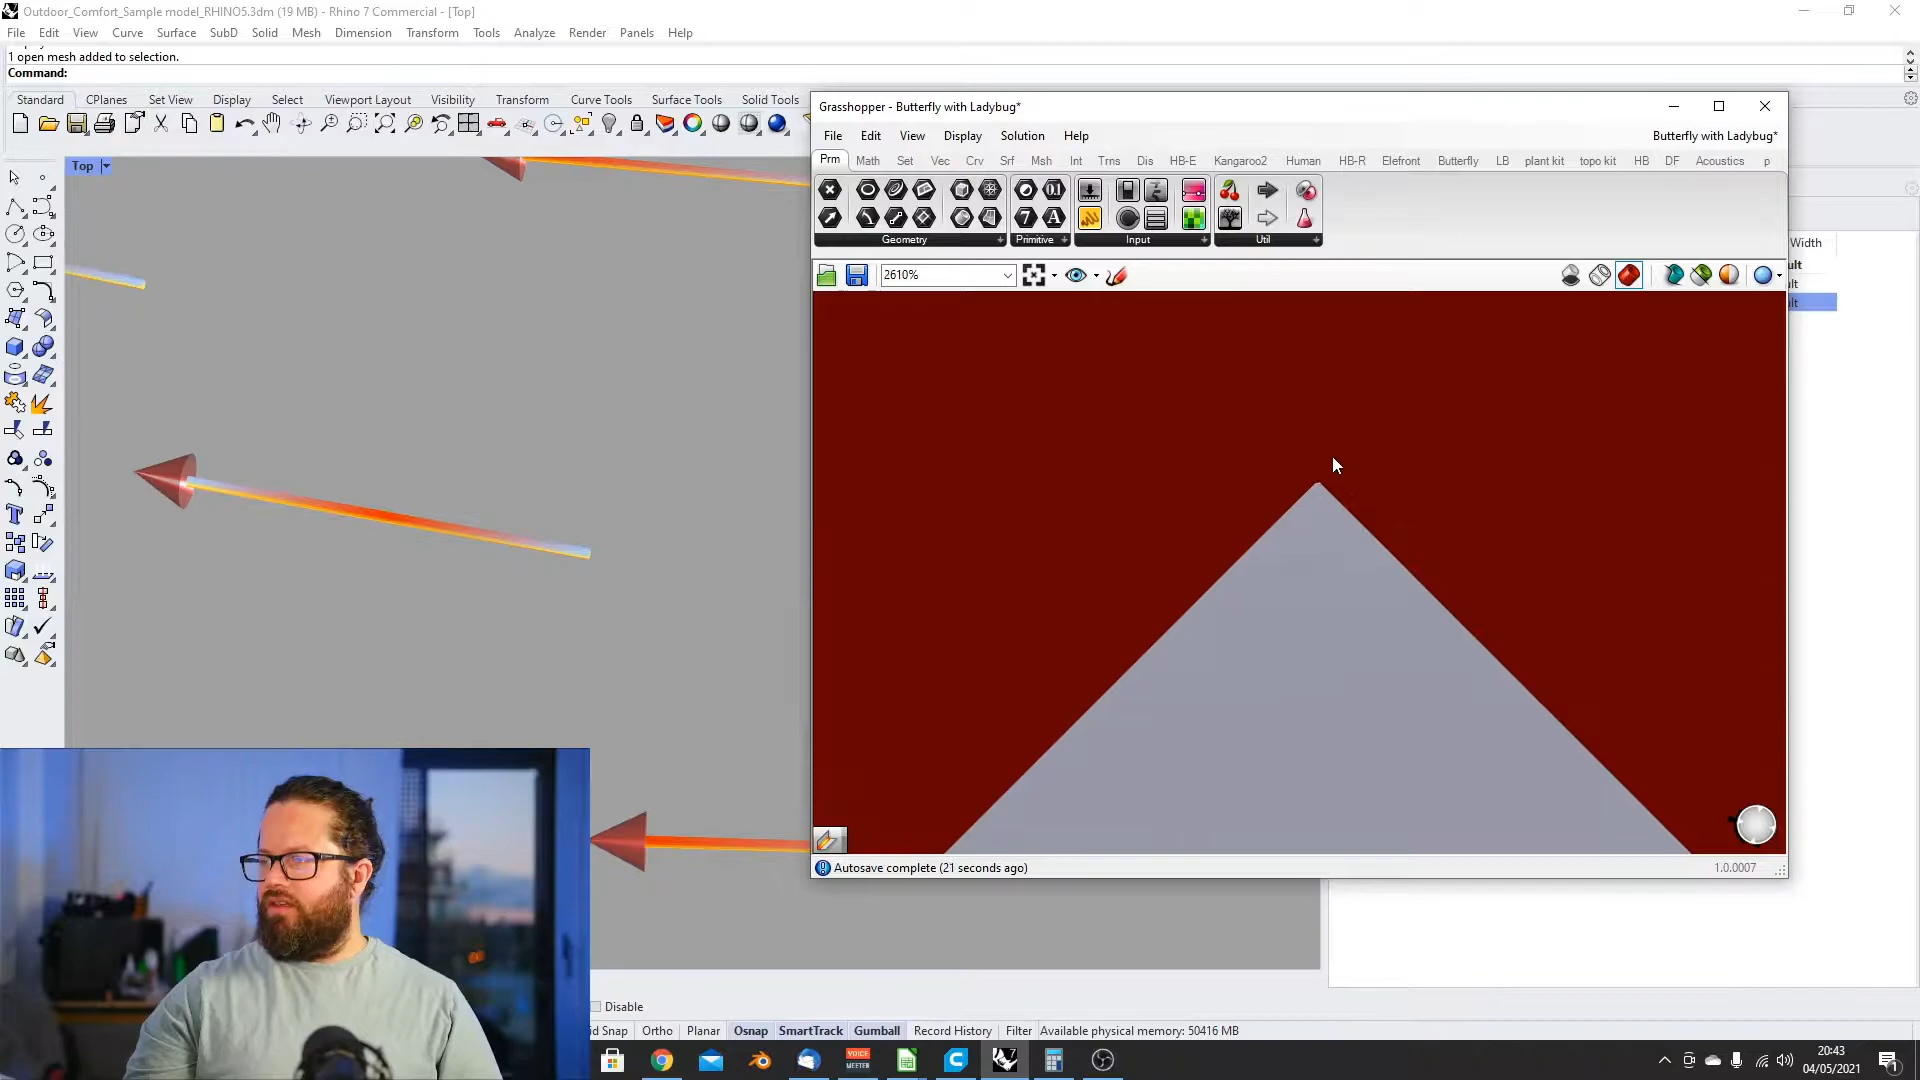 Outdoor_Comfort_Sample model_RHINO5.3dm (19 MB) - Rhino 7 Commercial - [Top]
File Edit View Curve Surface SubD Solid Mesh Dimension Transform Tools Analyze Render Panels Help
1 open mesh added to selection.
Command:
Standard CPlanes Set View Display Select Viewport Layout Visibility Transform Curve Tools Surface Tools Solid Tools
Top
Grasshopper - Butterfly with Ladybug*
File Edit View Display Solution Help Butterfly with Ladybug*
Prm Math Set Vec Crv Srf Msh Int Trns Dis HB-E Kangaroo2 Human HB-R Elefront Butterfly LB plant kit topo kit HB DF Acoustics p
Geometry Primitive Input Util
2610%
Width
ult
ult
ult
Autosave complete (21 seconds ago) 1.0.0007
Disable
id Snap Ortho Planar Osnap SmartTrack Gumball Record History Filter Available physical memory: 50416 MB
VOICE
MEETER
20:43
04/05/2021